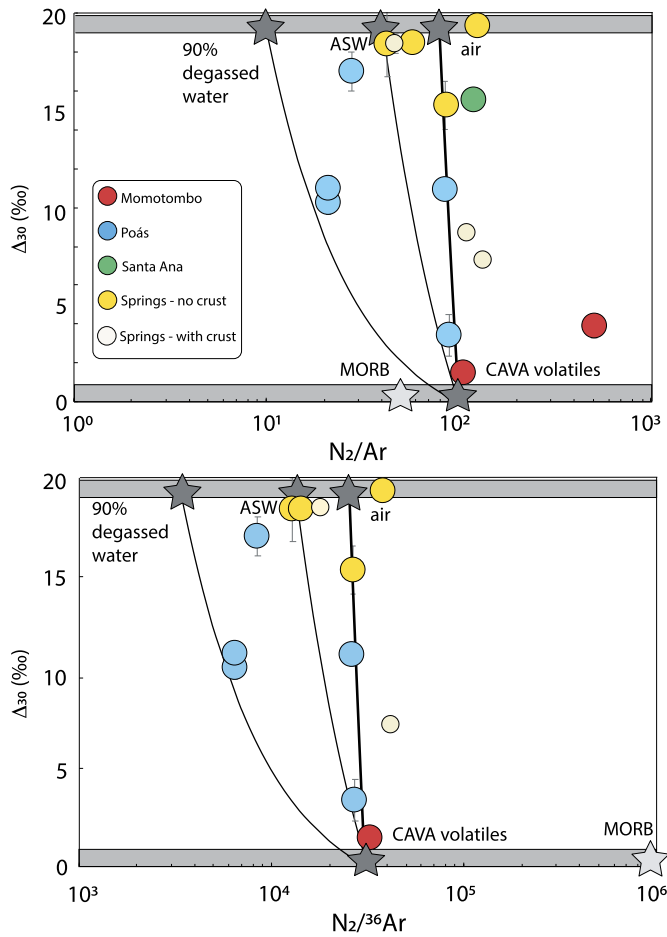 20
15
10
5
0
Δ₃₀ (‰)
90%
degassed
water
ASW
air
Momotombo
Poás
Santa Ana
Springs - no crust
Springs - with crust
MORB
CAVA volatiles
10⁰ 10¹ 10² 10³
N₂/Ar
20
15
10
5
0
Δ₃₀ (‰)
90%
degassed
water
ASW
air
CAVA volatiles
MORB
10³ 10⁴ 10⁵ 10⁶
N₂/³⁶Ar